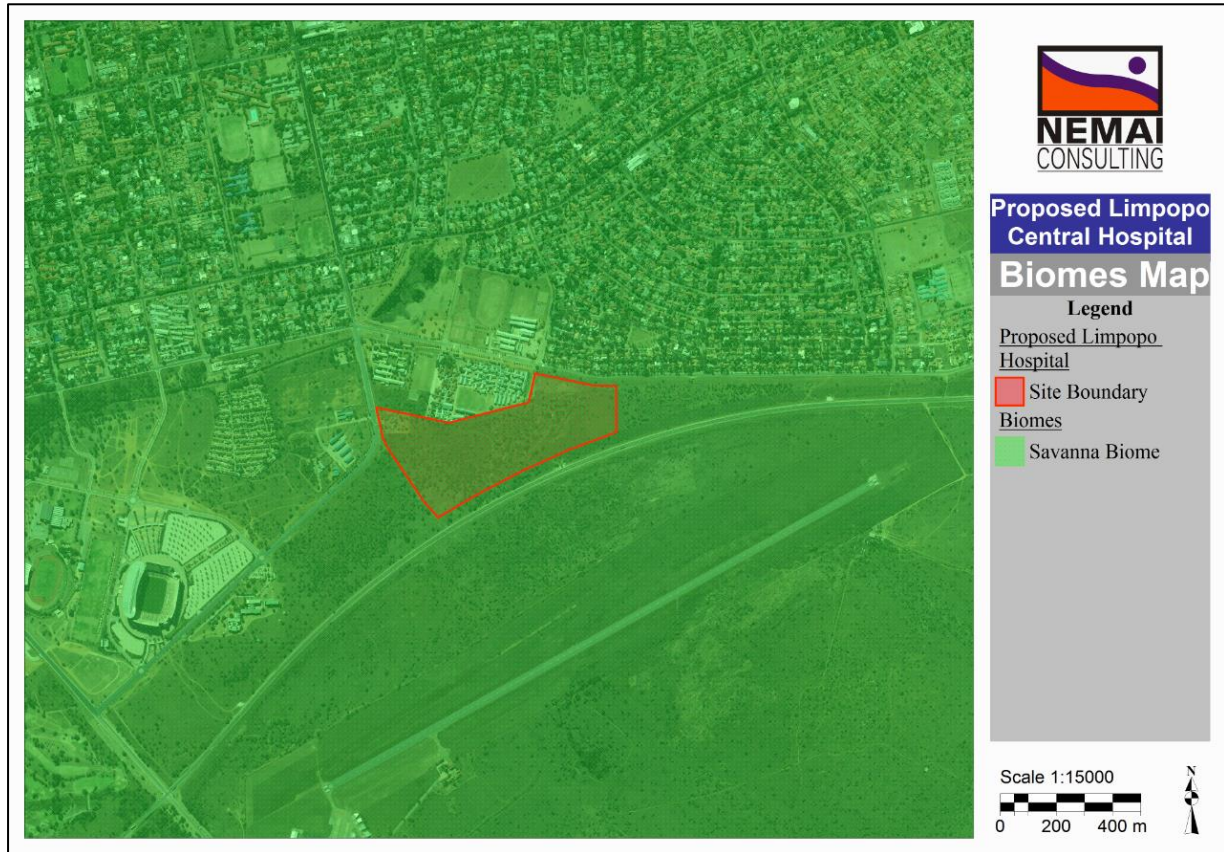 NEMAI
CONSULTING
Proposed Limpopo
Central Hospital
Biomes Map
Legend
Proposed Limpopo
Hospital
Site Boundary
Biomes
Savanna Biome
Scale 1:15000
N
0 200 400 m